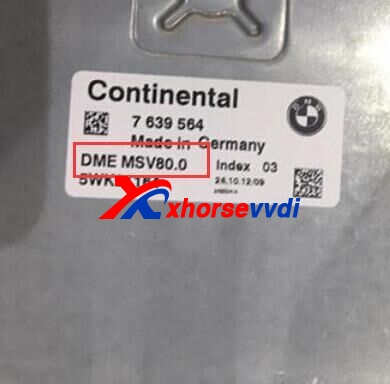 Continental
7 639 564
Made in Germany
DME MSV80.0
Index 03
24.10.12/09
xhorsevvdi